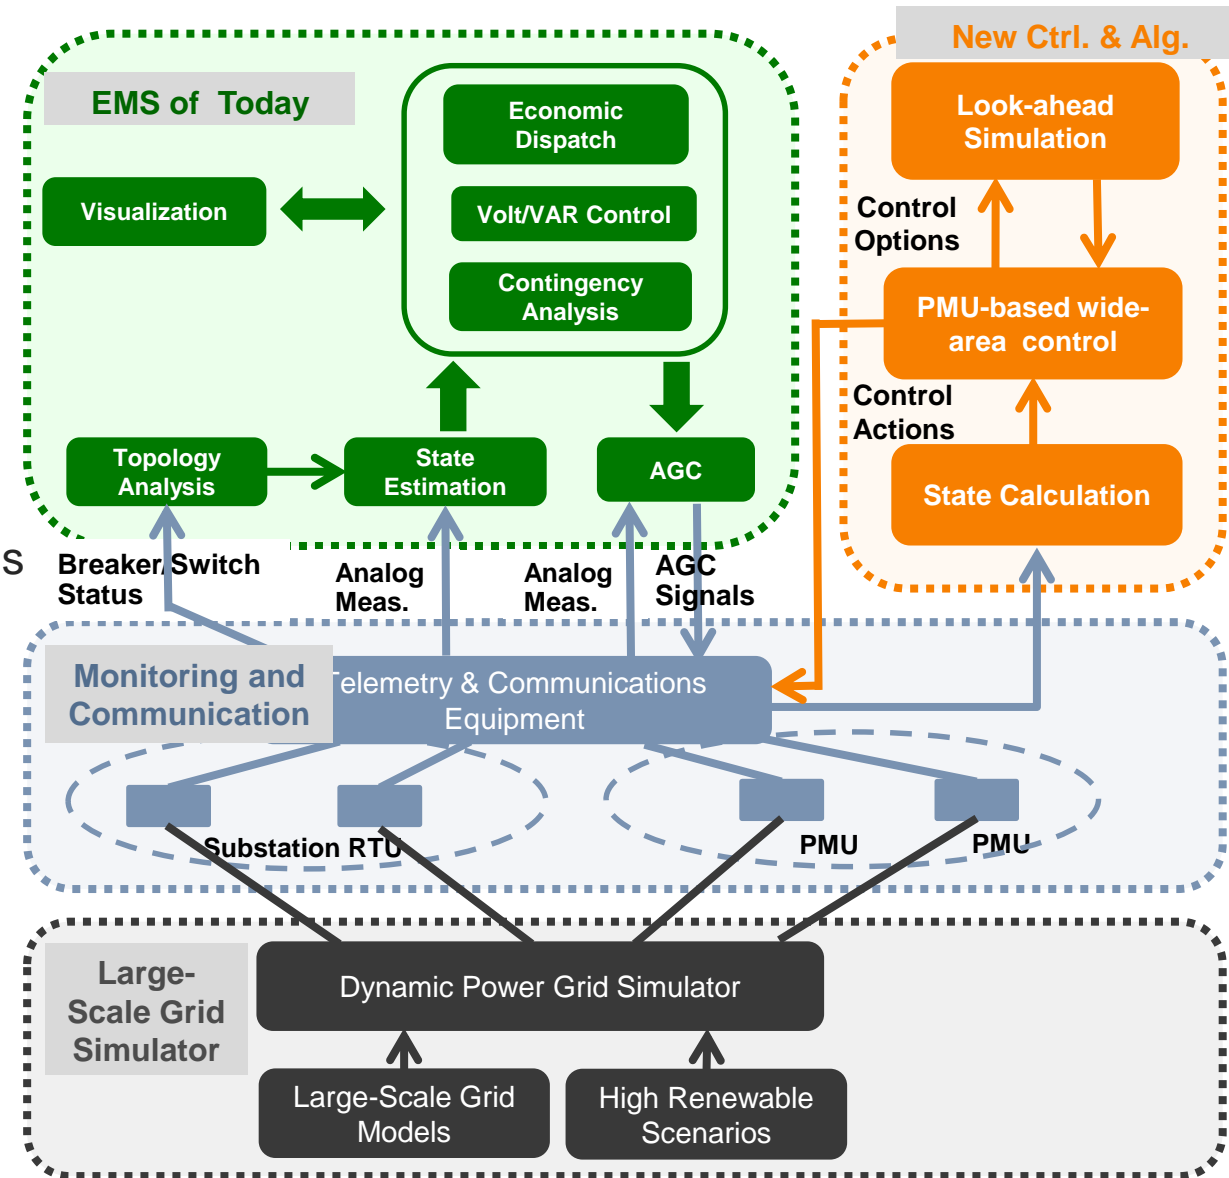 New Ctrl. & Alg.
EMS of Today
Economic
Dispatch
Look-ahead
Simulation
Visualization
Volt/VAR Control
Control
Options
Contingency
Analysis
PMU-based wide-
area control
Control
Actions
Topology
Analysis
State
Estimation
AGC
State Calculation
s
Breaker/Switch
Status
Analog
Meas.
Analog
Meas.
AGC
Signals
Monitoring and
Communication
Telemetry & Communications
Equipment
Substation RTU
PMU
PMU
Large-
Scale Grid
Simulator
Dynamic Power Grid Simulator
Large-Scale Grid
Models
High Renewable
Scenarios